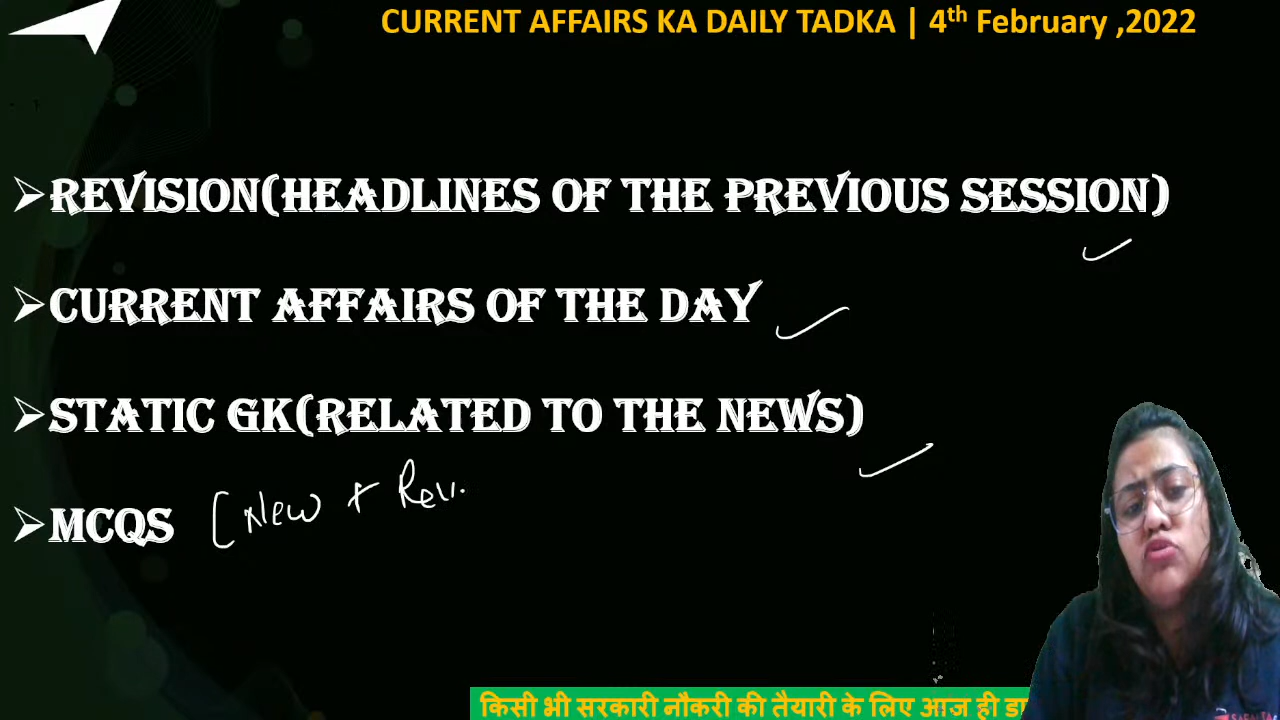 CURRENT AFFAIRS KA DAILY TADKA | 4th February ,2022
➢REVISION(HEADLINES OF THE PREVIOUS SESSION)
➢CURRENT AFFAIRS OF THE DAY
➢STATIC GK(RELATED TO THE NEWS)
➢MCQS [New + Rev.
किसी भी सरकारी नौकरी की तैयारी के लिए आज ही